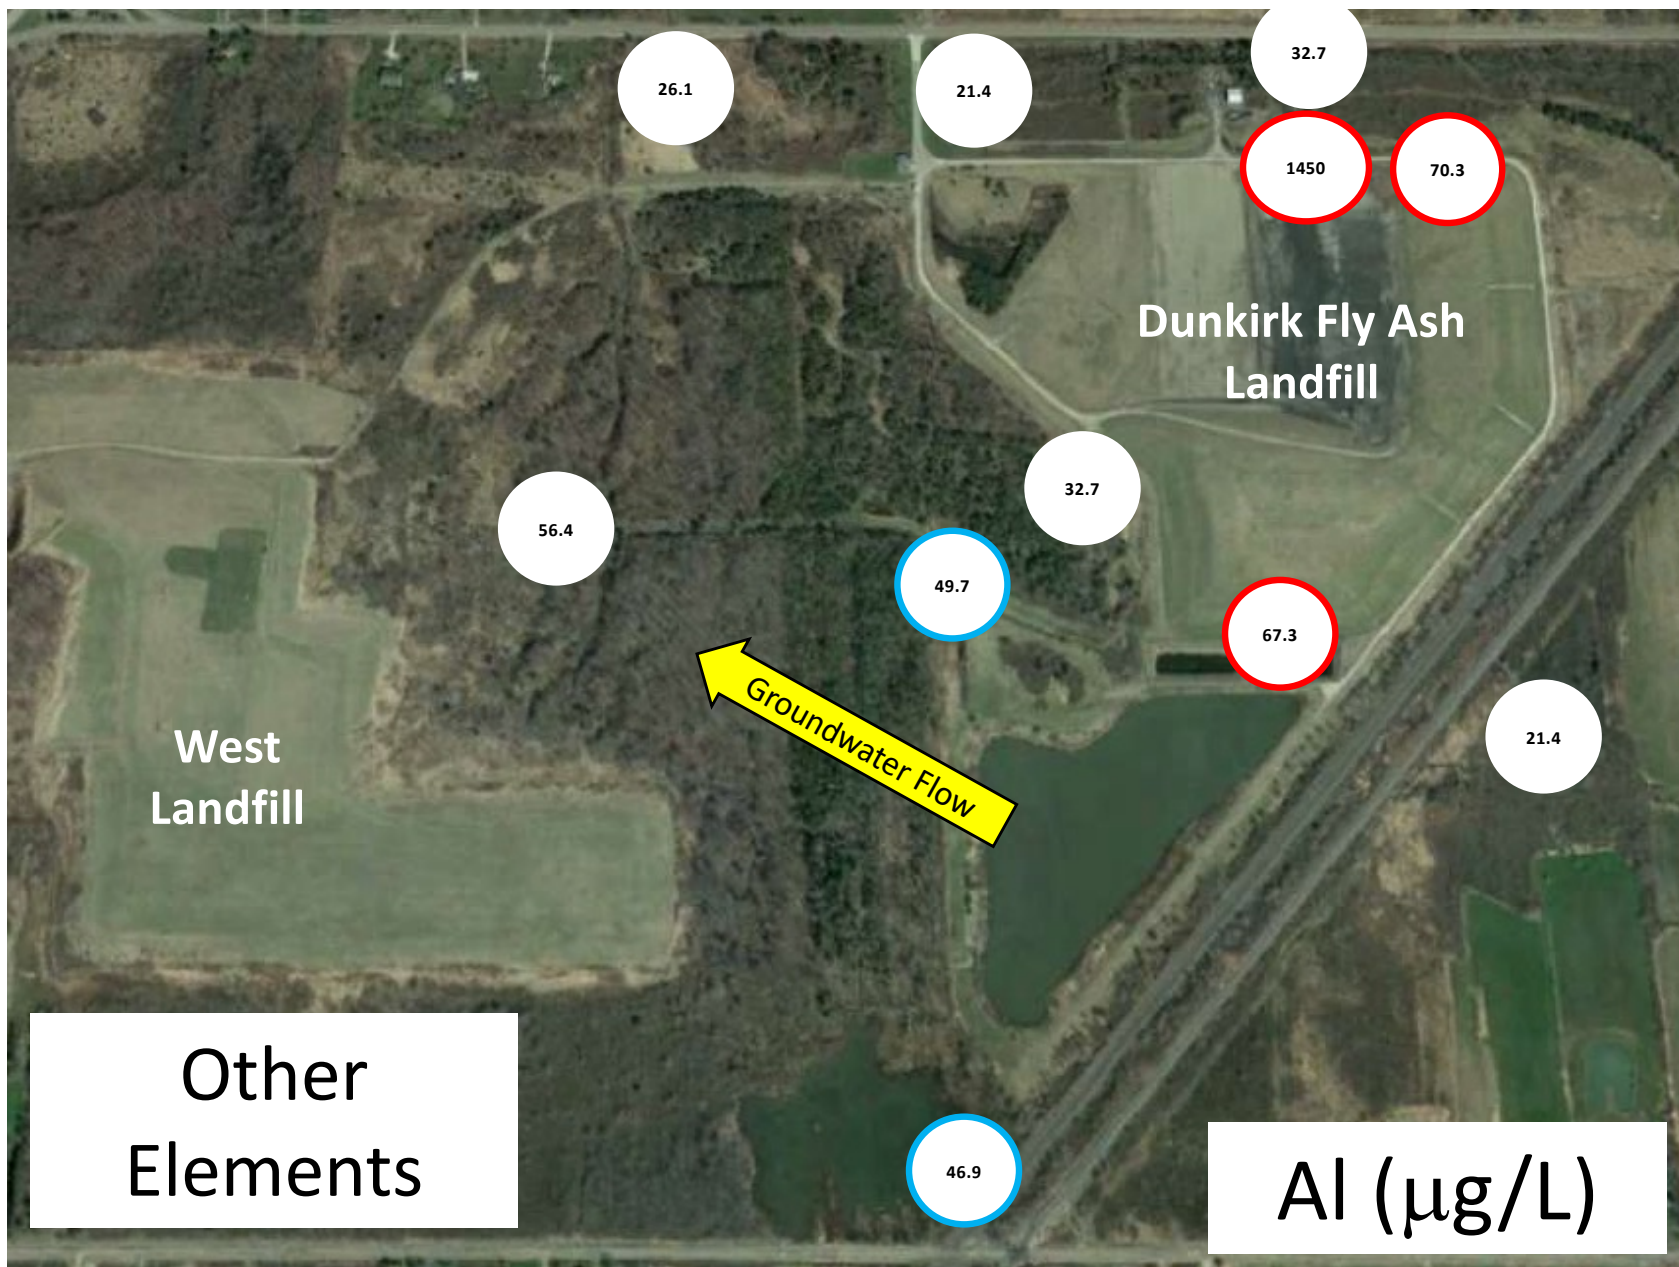 32.7
26.1
21.4
1450
70.3
Dunkirk Fly Ash
Landfill
32.7
56.4
49.7
67.3
Groundwater Flow
21.4
West
Landfill
Other
Elements
46.9
Al (μg/L)